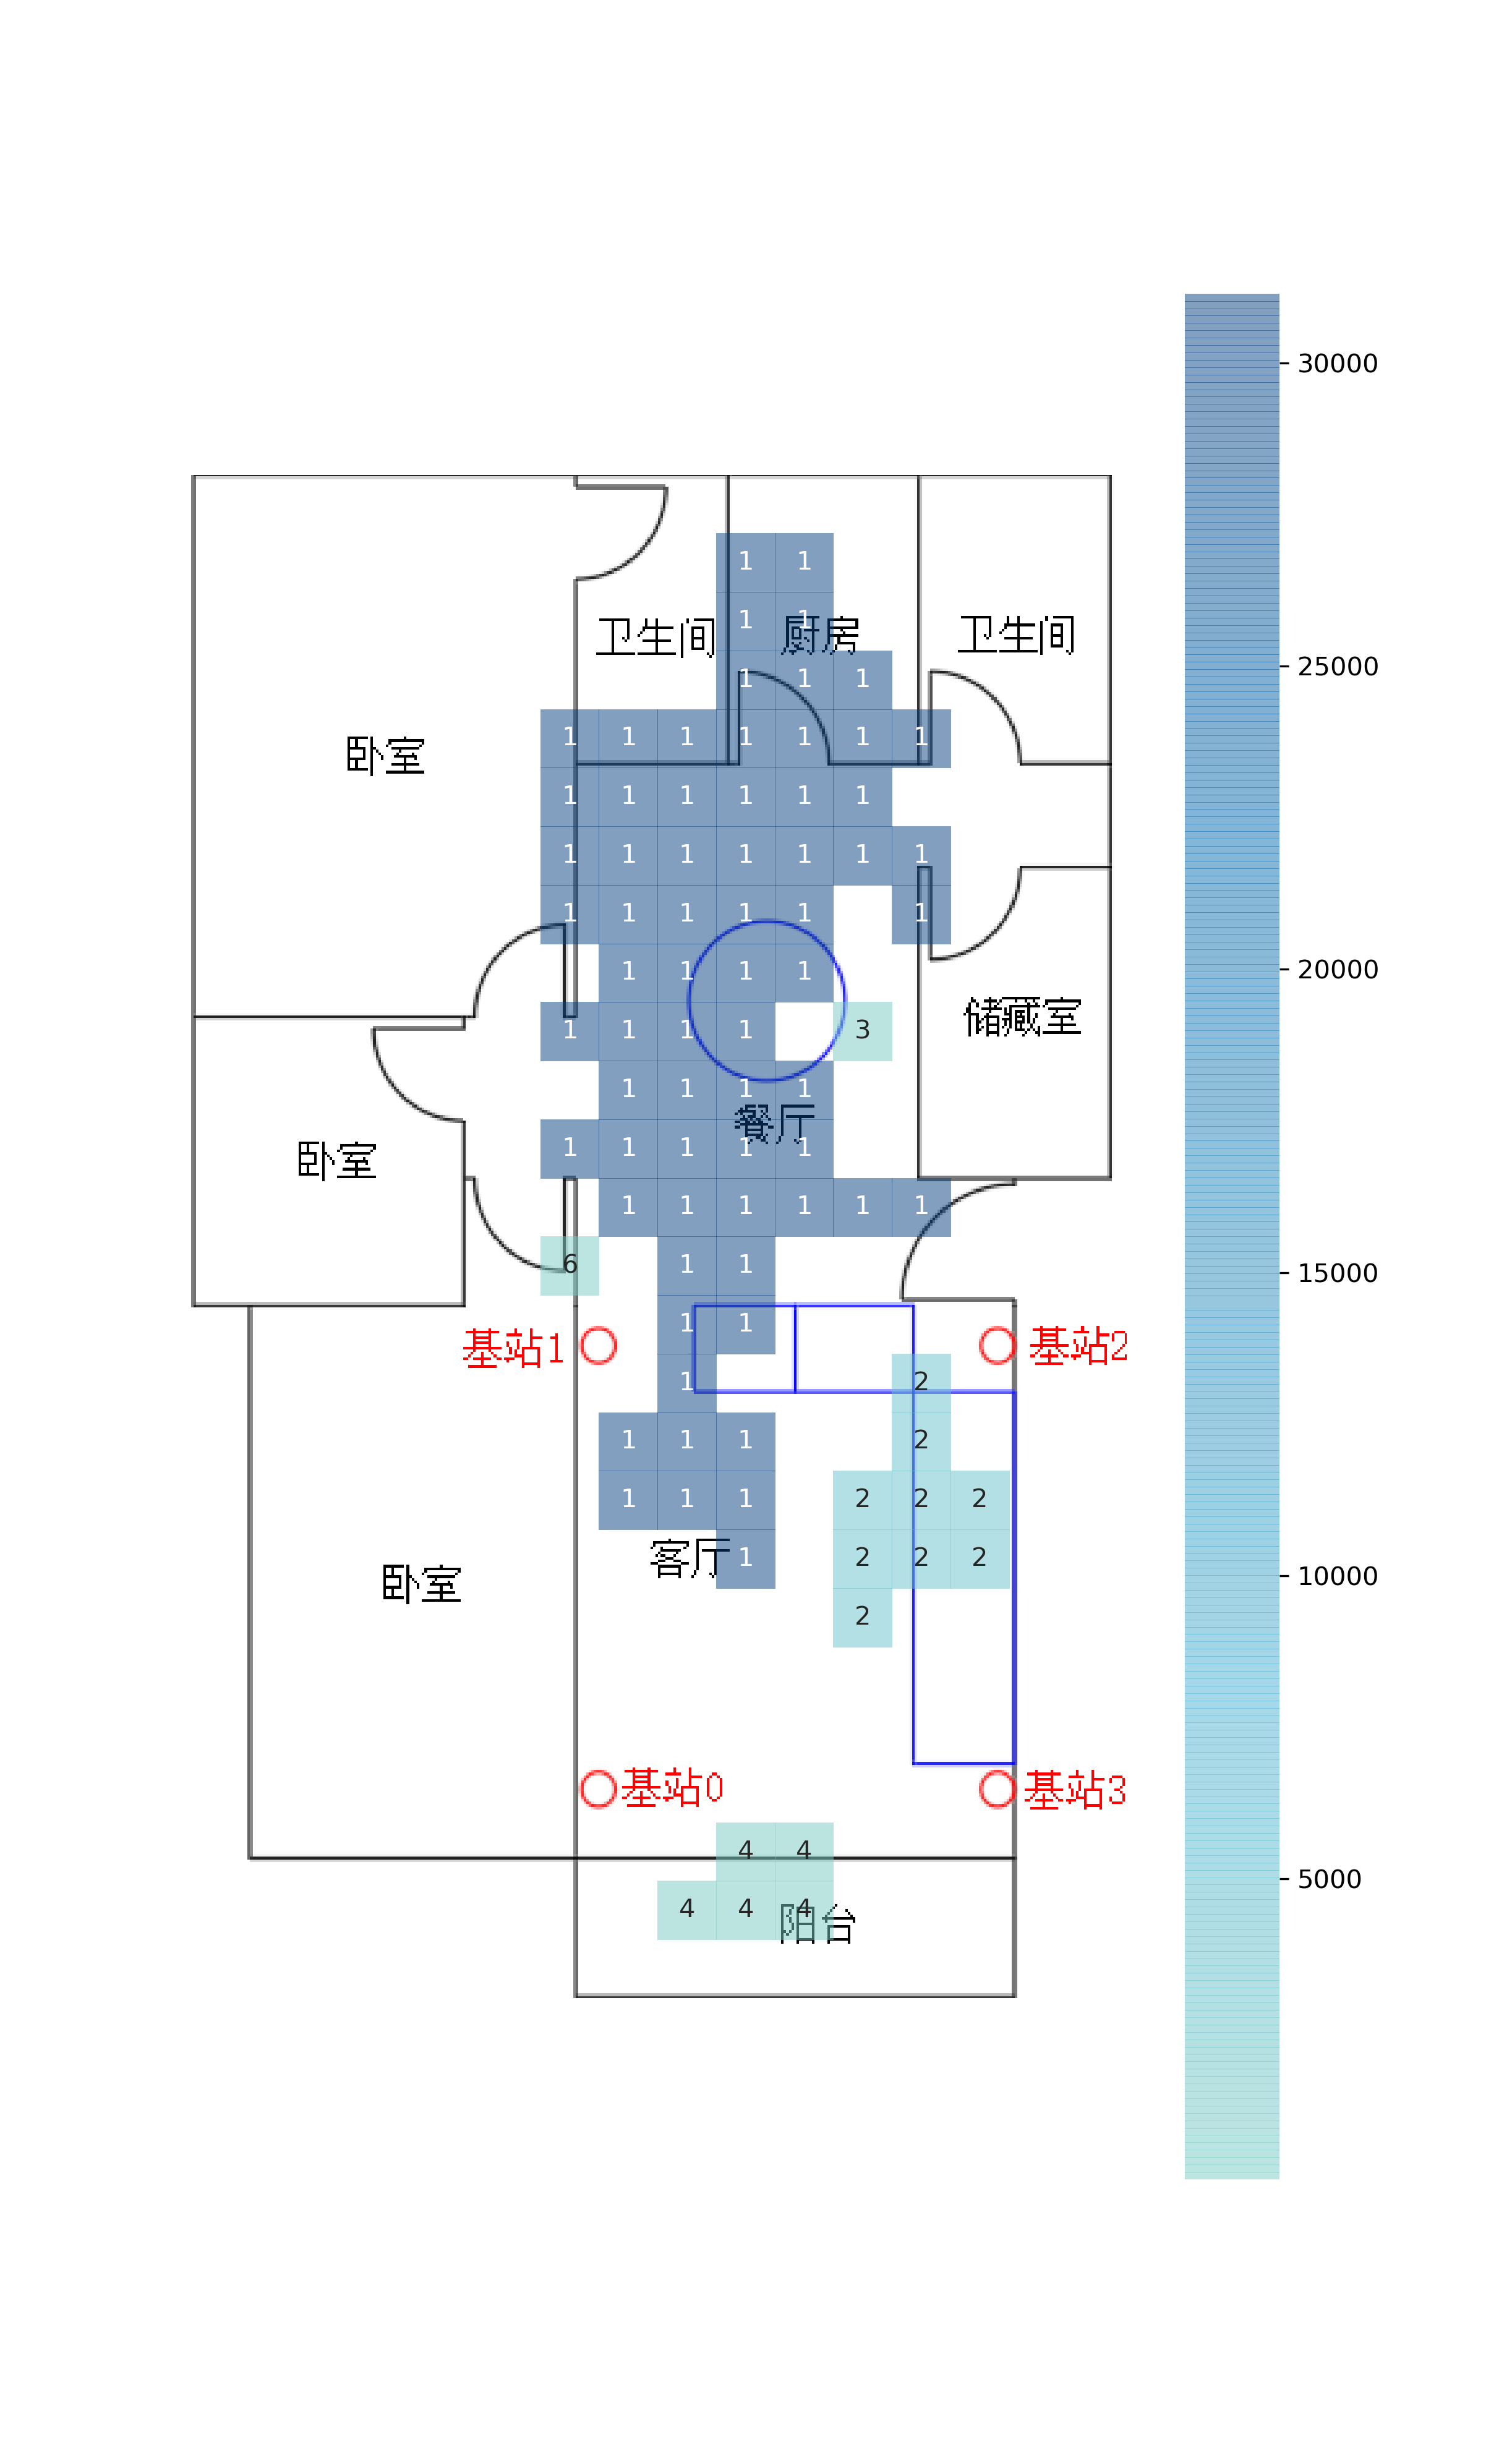 30000
1 1
1 1
卫生间 厨房 卫生间
25000
1 1 1
1 1 1 1 1 1 1
卧室
1 1 1 1 1 1
1 1 1 1 1 1 1
1 1 1 1 1 1
1 1 1 1
20000
储藏室
1 1 1 1 3
1 1 1 1
餐厅
1 1 1 1 1
卧室
1 1 1 1 1 1
6 1 1
15000
1 1
基站1 基站2
1 2
1 1 1 2
1 1 1 2 2 2
客厅 1 2 2 2
10000
卧室
2
基站0 基站3
4 4
5000
4 4 4
阳台